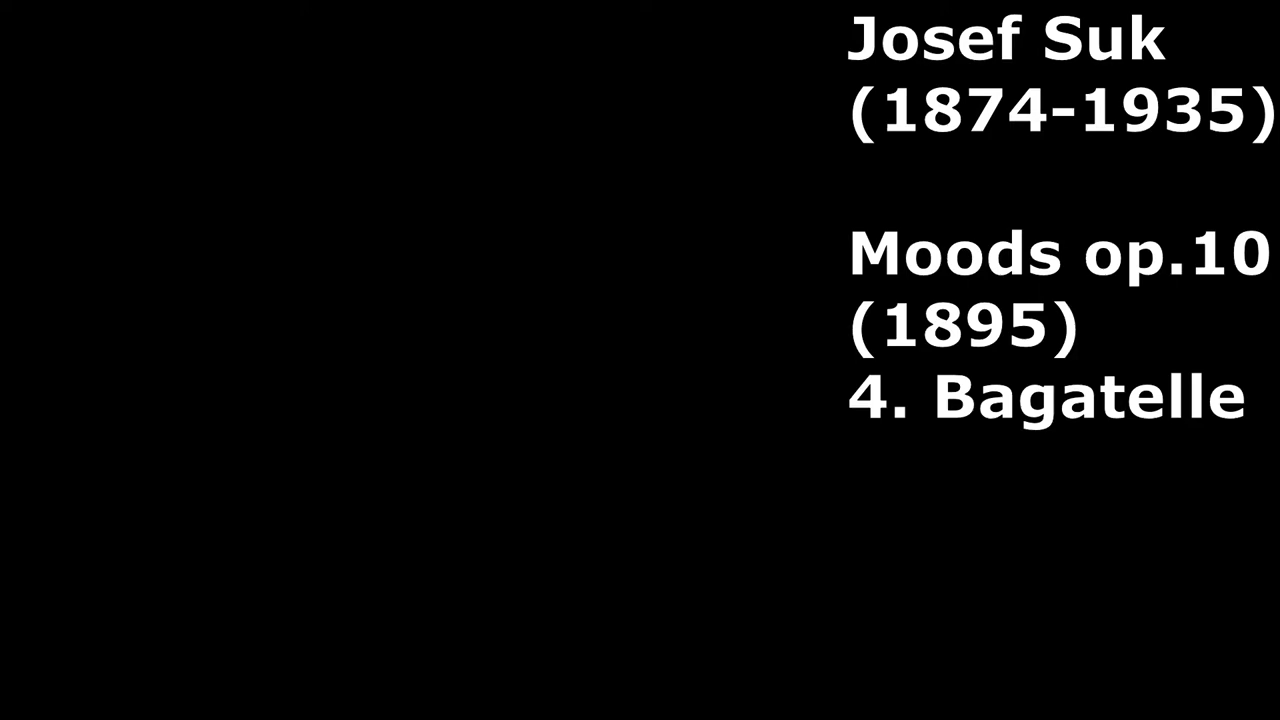 Josef Suk
(1874-1935)
Moods op.10
(1895)
4. Bagatelle